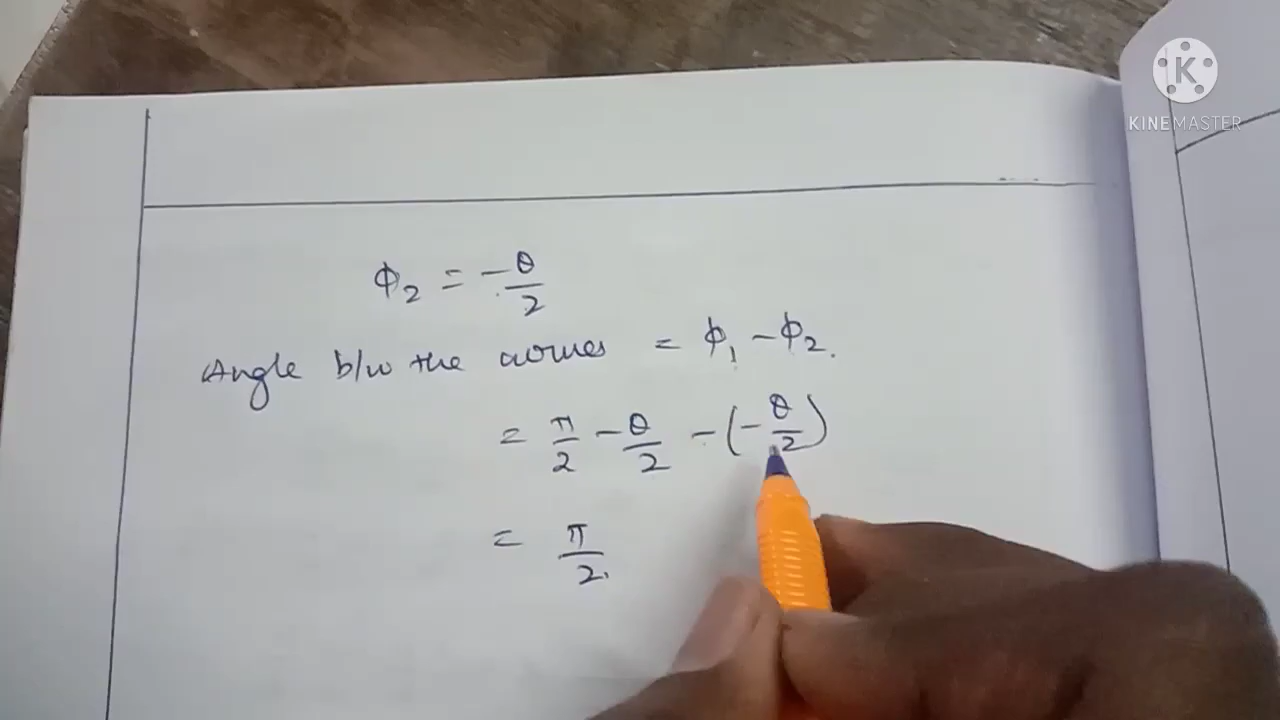 K
KINEMASTER
ϕ₂ = -θ/2
Angle b/w the curves = ϕ₁ - ϕ₂.
= π/2 - θ/2 - (-θ/2)
= π/2.